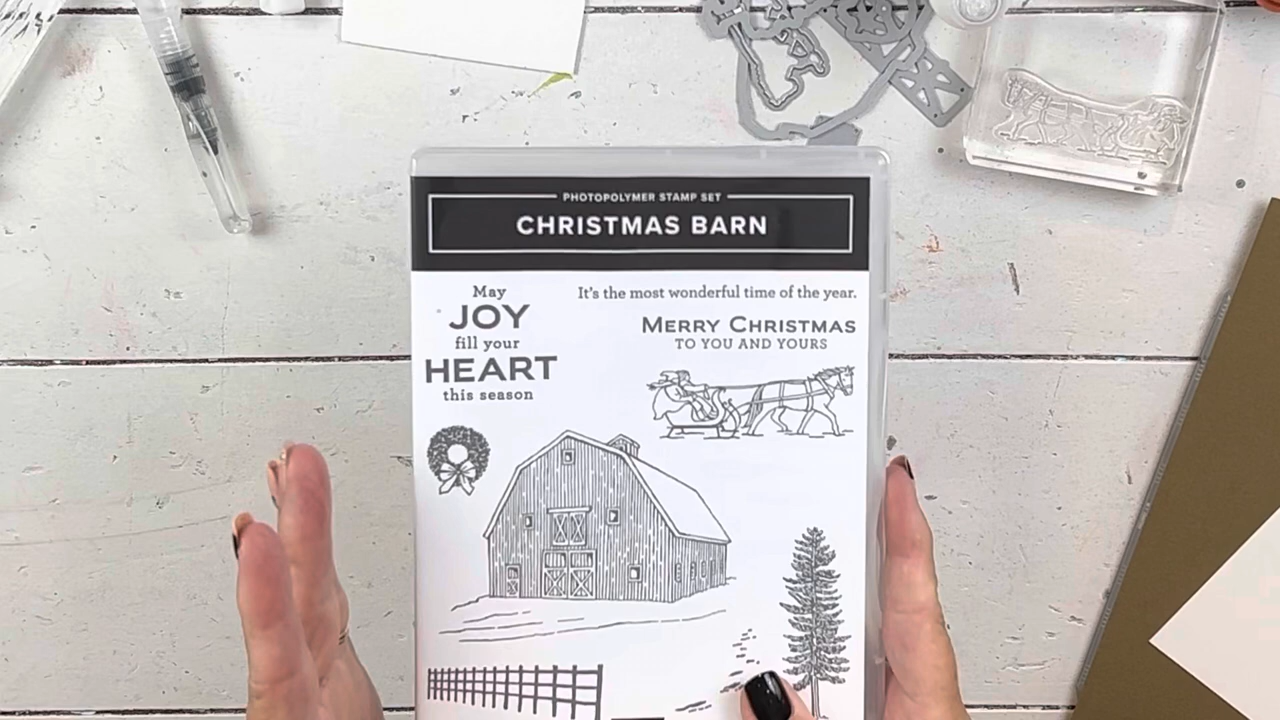 PHOTOPOLYMER STAMP SET
CHRISTMAS BARN
May
JOY
fill your
HEART
this season
It's the most wonderful time of the year.
MERRY CHRISTMAS
TO YOU AND YOURS